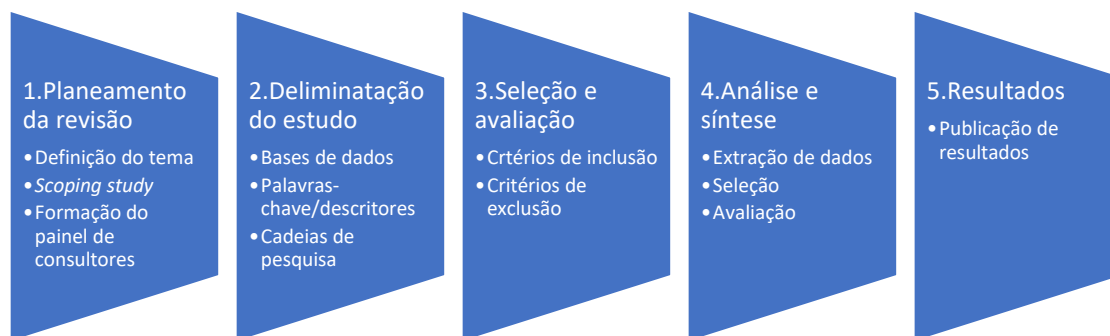 1.Planeamento
da revisão
•Definição do tema
•Scoping study
•Formação do
painel de
consultores
2.Deliminatação
do estudo
•Bases de dados
•Palavras-
chave/descritores
•Cadeias de
pesquisa
3.Seleção e
avaliação
•Crtérios de inclusão
•Critérios de
exclusão
4.Análise e
síntese
•Extração de dados
•Seleção
•Avaliação
5.Resultados
•Publicação de
resultados